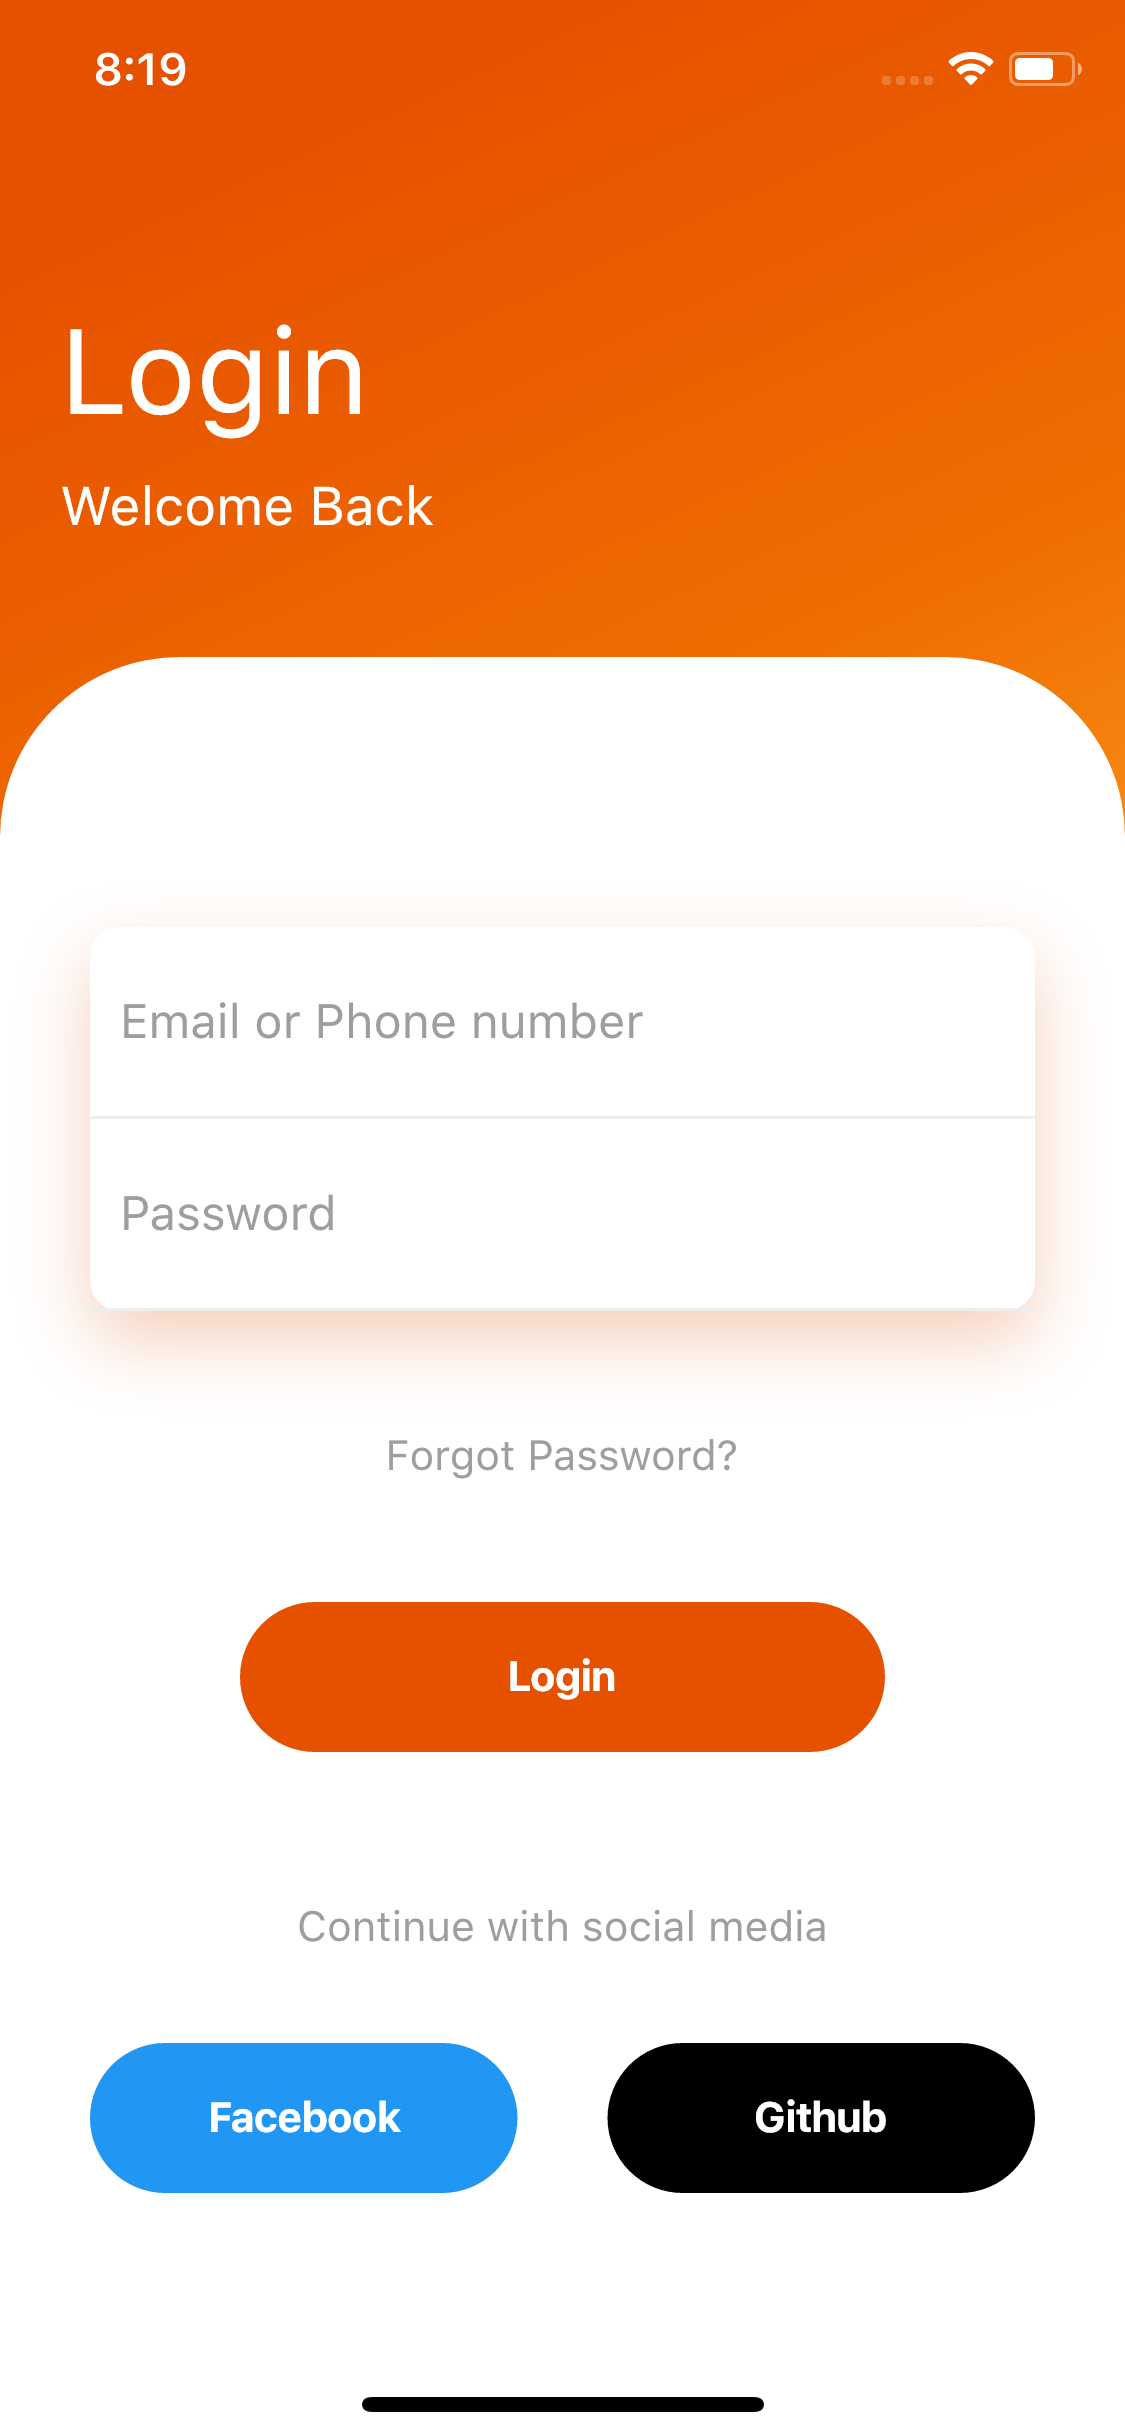 8:19
Login
Welcome Back
Email or Phone number
Password
Forgot Password?
Login
Continue with social media
Facebook
Github